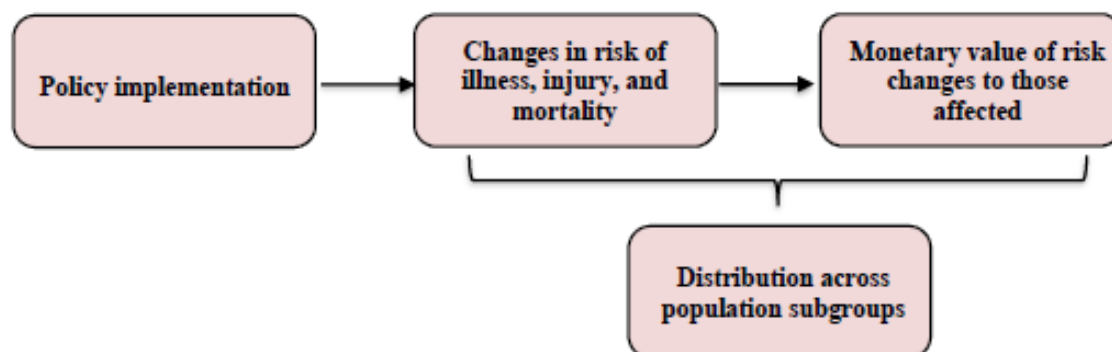 Policy implementation
Changes in risk of
illness, injury, and
mortality
Monetary value of risk
changes to those
affected
Distribution across
population subgroups